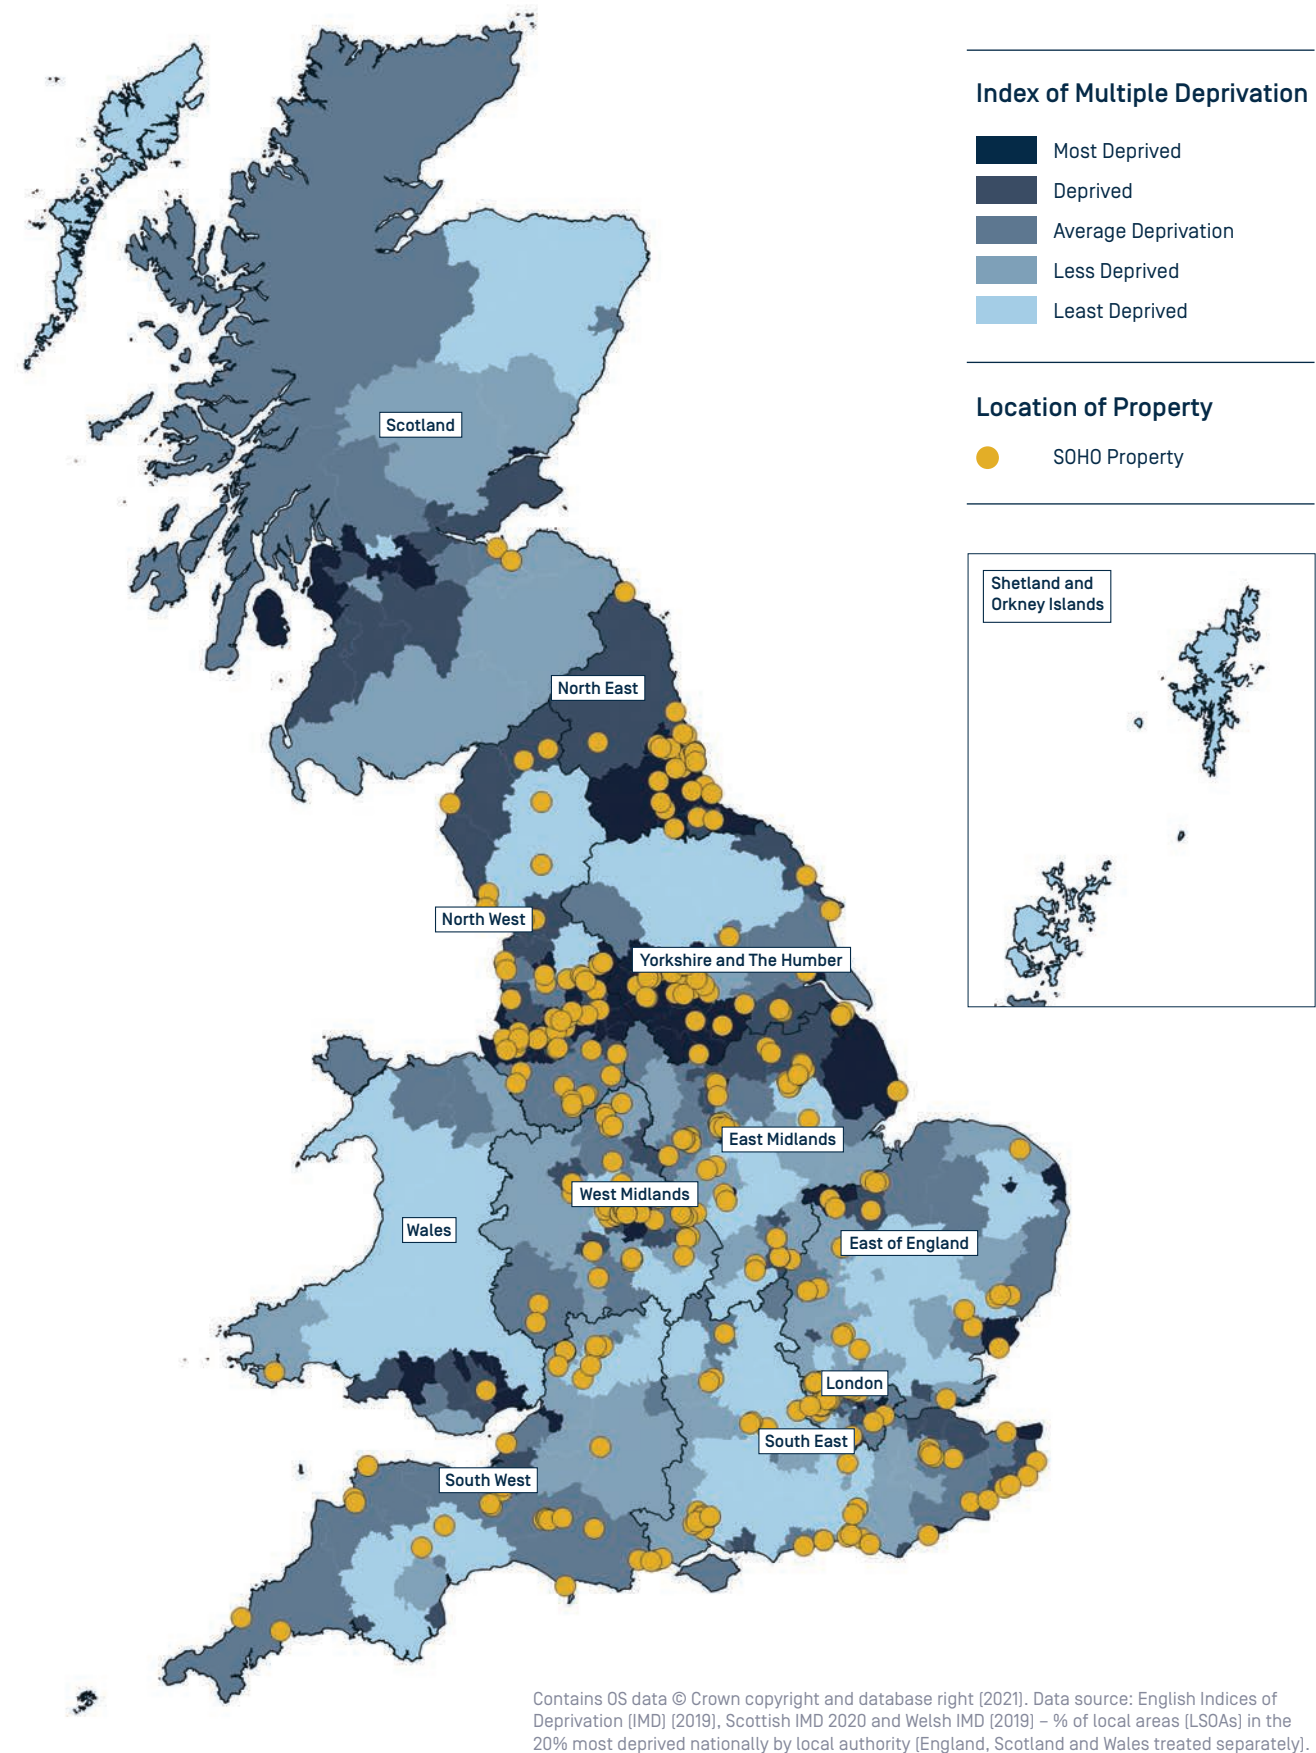 Index of Multiple Deprivation
Most Deprived
Deprived
Average Deprivation
Less Deprived
Least Deprived
Location of Property
SOHO Property
Shetland and
Orkney Islands
Scotland
North East
North West
Yorkshire and The Humber
East Midlands
West Midlands
Wales
East of England
London
South East
South West
Contains OS data © Crown copyright and database right [2021]. Data source: English Indices of
Deprivation [IMD] [2019], Scottish IMD 2020 and Welsh IMD [2019] – % of local areas [LSOAs] in the
20% most deprived nationally by local authority [England, Scotland and Wales treated separately].